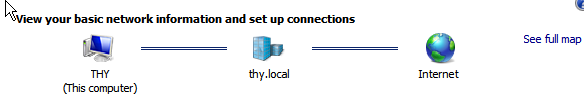 View your basic network information and set up connections
See full map
THY
(This computer)
thy.local
Internet